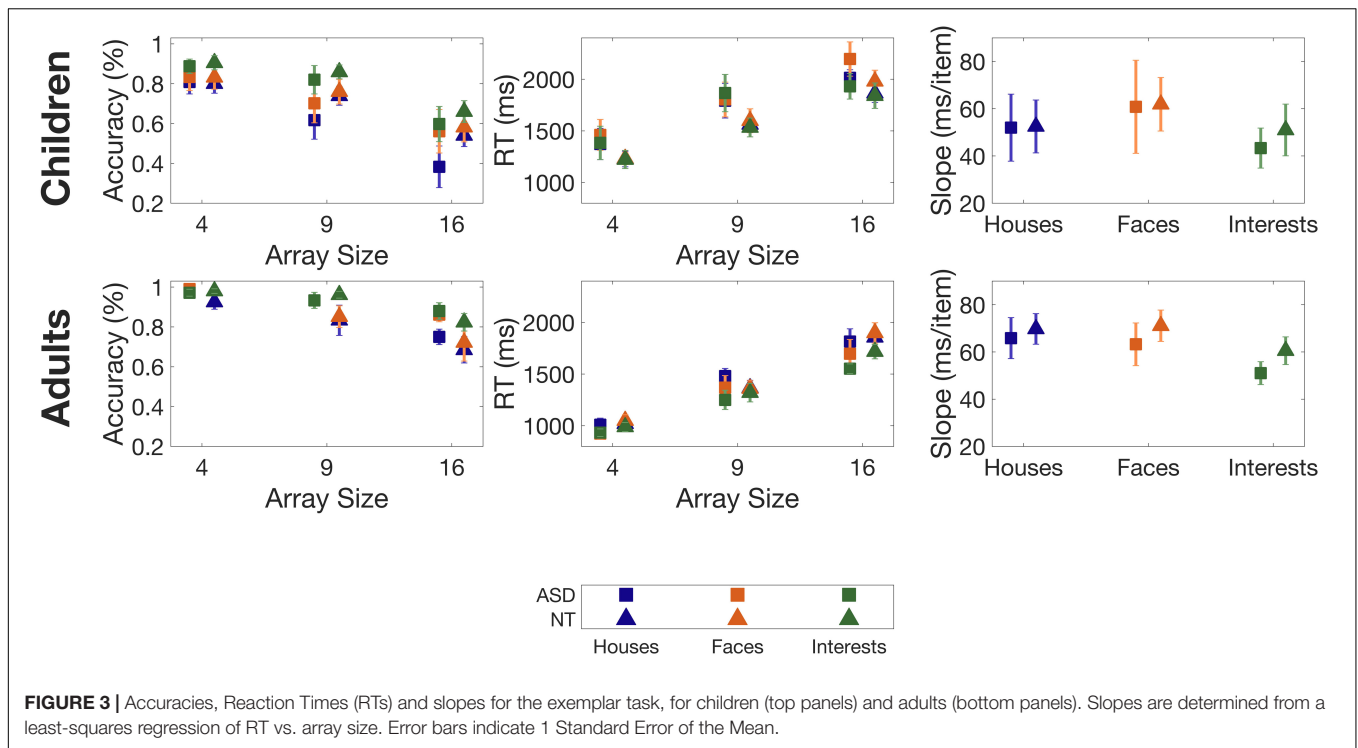 Children
Accuracy (%)
1
0.8
0.6
0.4
0.2
4 9 16
Array Size
RT (ms)
2000
1500
1000
4 9 16
Array Size
Slope (ms/item)
80
60
40
20
Houses Faces Interests
Adults
Accuracy (%)
1
0.8
0.6
0.4
0.2
4 9 16
Array Size
RT (ms)
2000
1500
1000
4 9 16
Array Size
Slope (ms/item)
80
60
40
20
Houses Faces Interests
ASD
NT
Houses Faces Interests
FIGURE 3 | Accuracies, Reaction Times (RTs) and slopes for the exemplar task, for children (top panels) and adults (bottom panels). Slopes are determined from a
least-squares regression of RT vs. array size. Error bars indicate 1 Standard Error of the Mean.